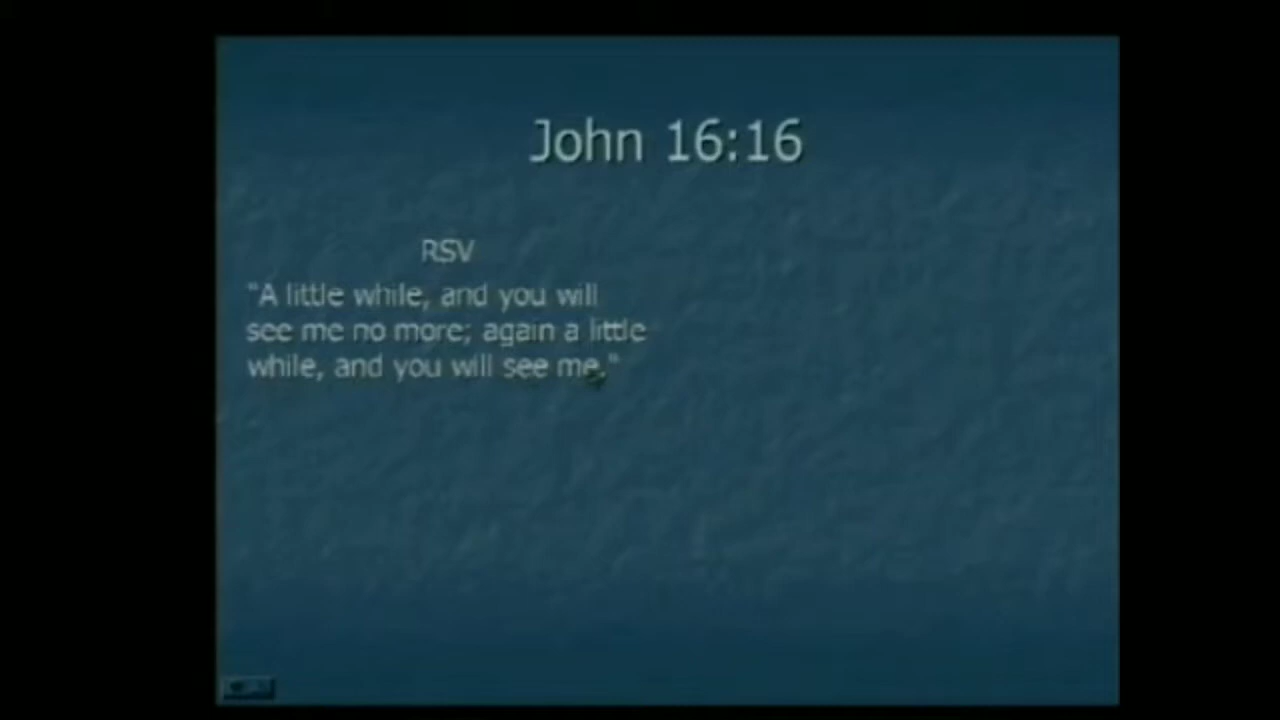 John 16:16
RSV
"A little while, and you will
see me no more; again a little
while, and you will see me."